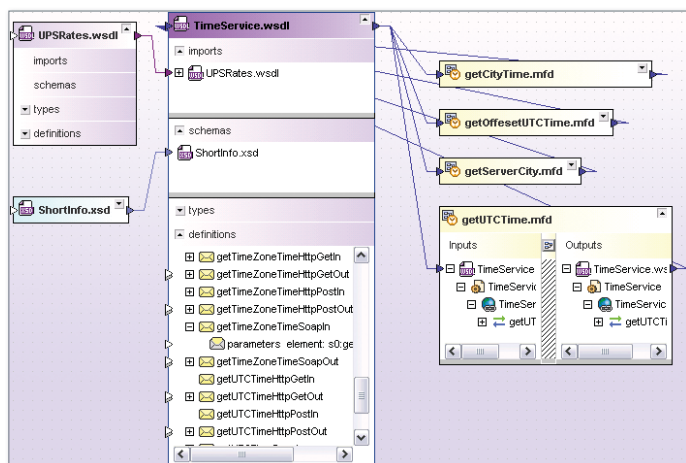 UPSRates.wsdl
imports
schemas
types
definitions
ShortInfo.xsd
TimeService.wsdl
imports
UPSRates.wsdl
schemas
ShortInfo.xsd
types
definitions
getTimeZoneTimeHttpGetIn
getTimeZoneTimeHttpGetOut
getTimeZoneTimeHttpPostIn
getTimeZoneTimeHttpPostOut
getTimeZoneTimeSoapIn
parameters element: s0:ge
getTimeZoneTimeSoapOut
getUTCTimeHttpGetIn
getUTCTimeHttpGetOut
getUTCTimeHttpPostIn
getUTCTimeHttpPostOut
getCityTime.mfd
getOffesetUTCTime.mfd
getServerCity.mfd
getUTCTime.mfd
Inputs
TimeService
TimeServic
TimeSer
getUT
Outputs
TimeService.ws
TimeService
TimeServic
getUTCTi